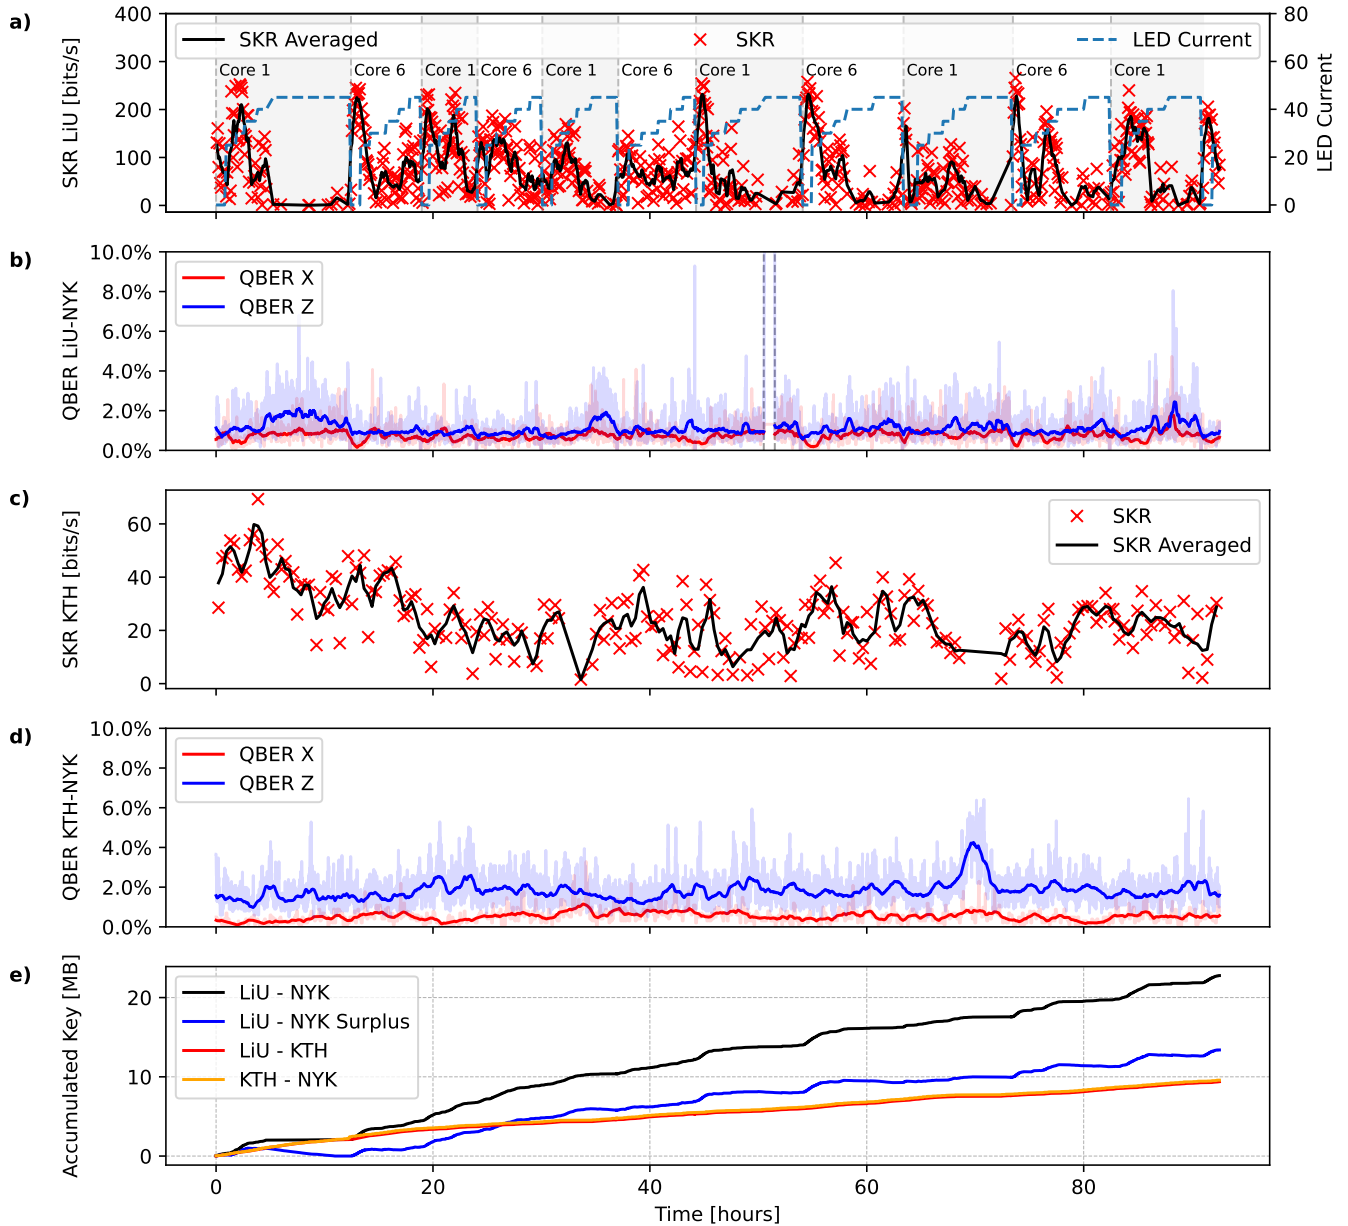 a)
SKR LiU [bits/s]
400
300
200
100
0
SKR Averaged
SKR
LED Current
Core 1
Core 6
Core 1
Core 6
Core 1
Core 6
Core 1
Core 6
Core 1
Core 6
Core 1
80
60
40
20
0
LED Current
b)
QBER LiU-NYK
10.0%
8.0%
6.0%
4.0%
2.0%
0.0%
QBER X
QBER Z
c)
SKR KTH [bits/s]
60
40
20
0
SKR
SKR Averaged
d)
QBER KTH-NYK
10.0%
8.0%
6.0%
4.0%
2.0%
0.0%
QBER X
QBER Z
e)
Accumulated Key [MB]
20
10
0
LiU - NYK
LiU - NYK Surplus
LiU - KTH
KTH - NYK
0
20
40
60
80
Time [hours]